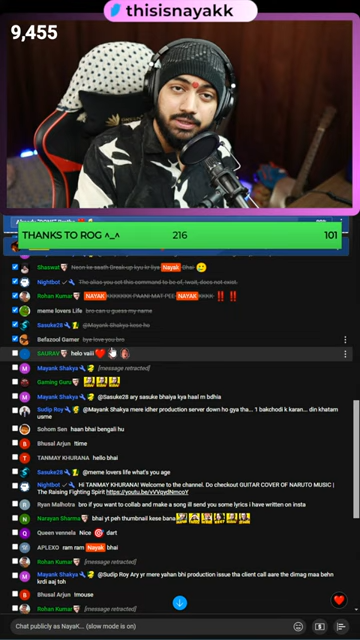 thisisnayakk
9,455
THANKS TO ROG ^_^ 216 101
Shaswat Neon ke saath Break up kyu kr liya Nayak bhai
Nightbot The alias you set this command to be of, !watt, does not exist.
Rohan Kumar NAYAK PAANI MAT PEE NAYAK
meme lovers Life bro can u guess my name
Sasuke28 @Mayank Shakya kese ho
Befazool Gamer bye love you bro
SAURAV helo vaiii
Mayank Shakya [message retracted]
Gaming Guru
Mayank Shakya @Sasuke28 ary sasuke bhaiya kya haal m bdhia
Sudip Roy @Mayank Shakya mere idher production server down ho gya tha... 1 bakchodi k karan... din khatam
usme
Sohom Sen haan bhai bengali hu
Bhusal Arjun !time
TANMAY KHURANA hello bhai
Sasuke28 @meme lovers life what's you age
Nightbot Hi TANMAY KHURANA! Welcome to the channel. Do checkout GUITAR COVER OF NARUTO MUSIC |
The Raising Fighting Spirit
Ryan Malhotra bro if you want to collab and make a song ill send you some lyrics i have written on insta
Narayan Sharma bhai yt peh thumbnail kese bana
Queen vennela Nice dart
APLEXO ram ram Nayak bhai
Rohan Kumar [message retracted]
Mayank Shakya @Sudip Roy Ary yr mere yahan bhi production issue tha client call aare the dimag maa behn
krdi aaj toh
Bhusal Arjun !mouse
Rohan Kumar [message retracted]
Chat publicly as NayaK... (slow mode is on)